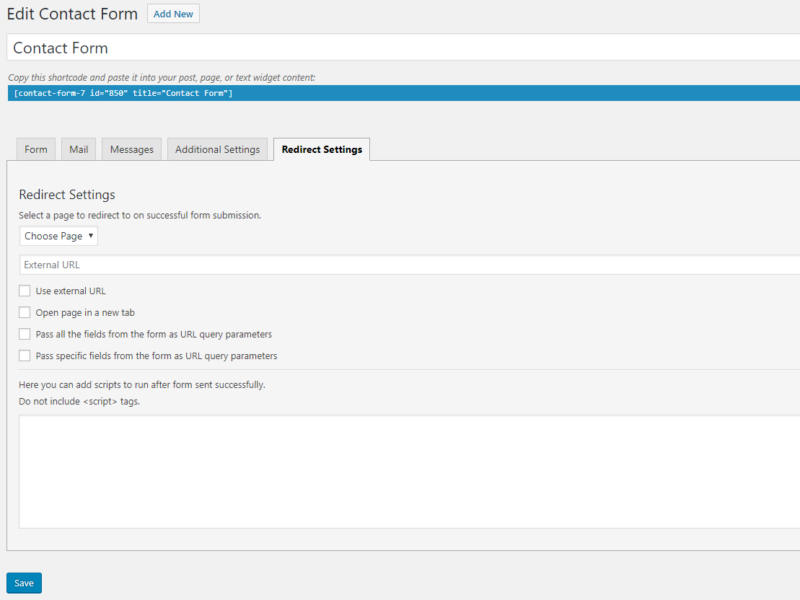 Edit Contact Form Add New
Contact Form
Copy this shortcode and paste it into your post, page, or text widget content:
[contact-form-7 id="850" title="Contact Form"]
Form Mail Messages Additional Settings Redirect Settings
Redirect Settings
Select a page to redirect to on successful form submission.
Choose Page
External URL
Use external URL
Open page in a new tab
Pass all the fields from the form as URL query parameters
Pass specific fields from the form as URL query parameters
Here you can add scripts to run after form sent successfully.
Do not include <script> tags.
Save